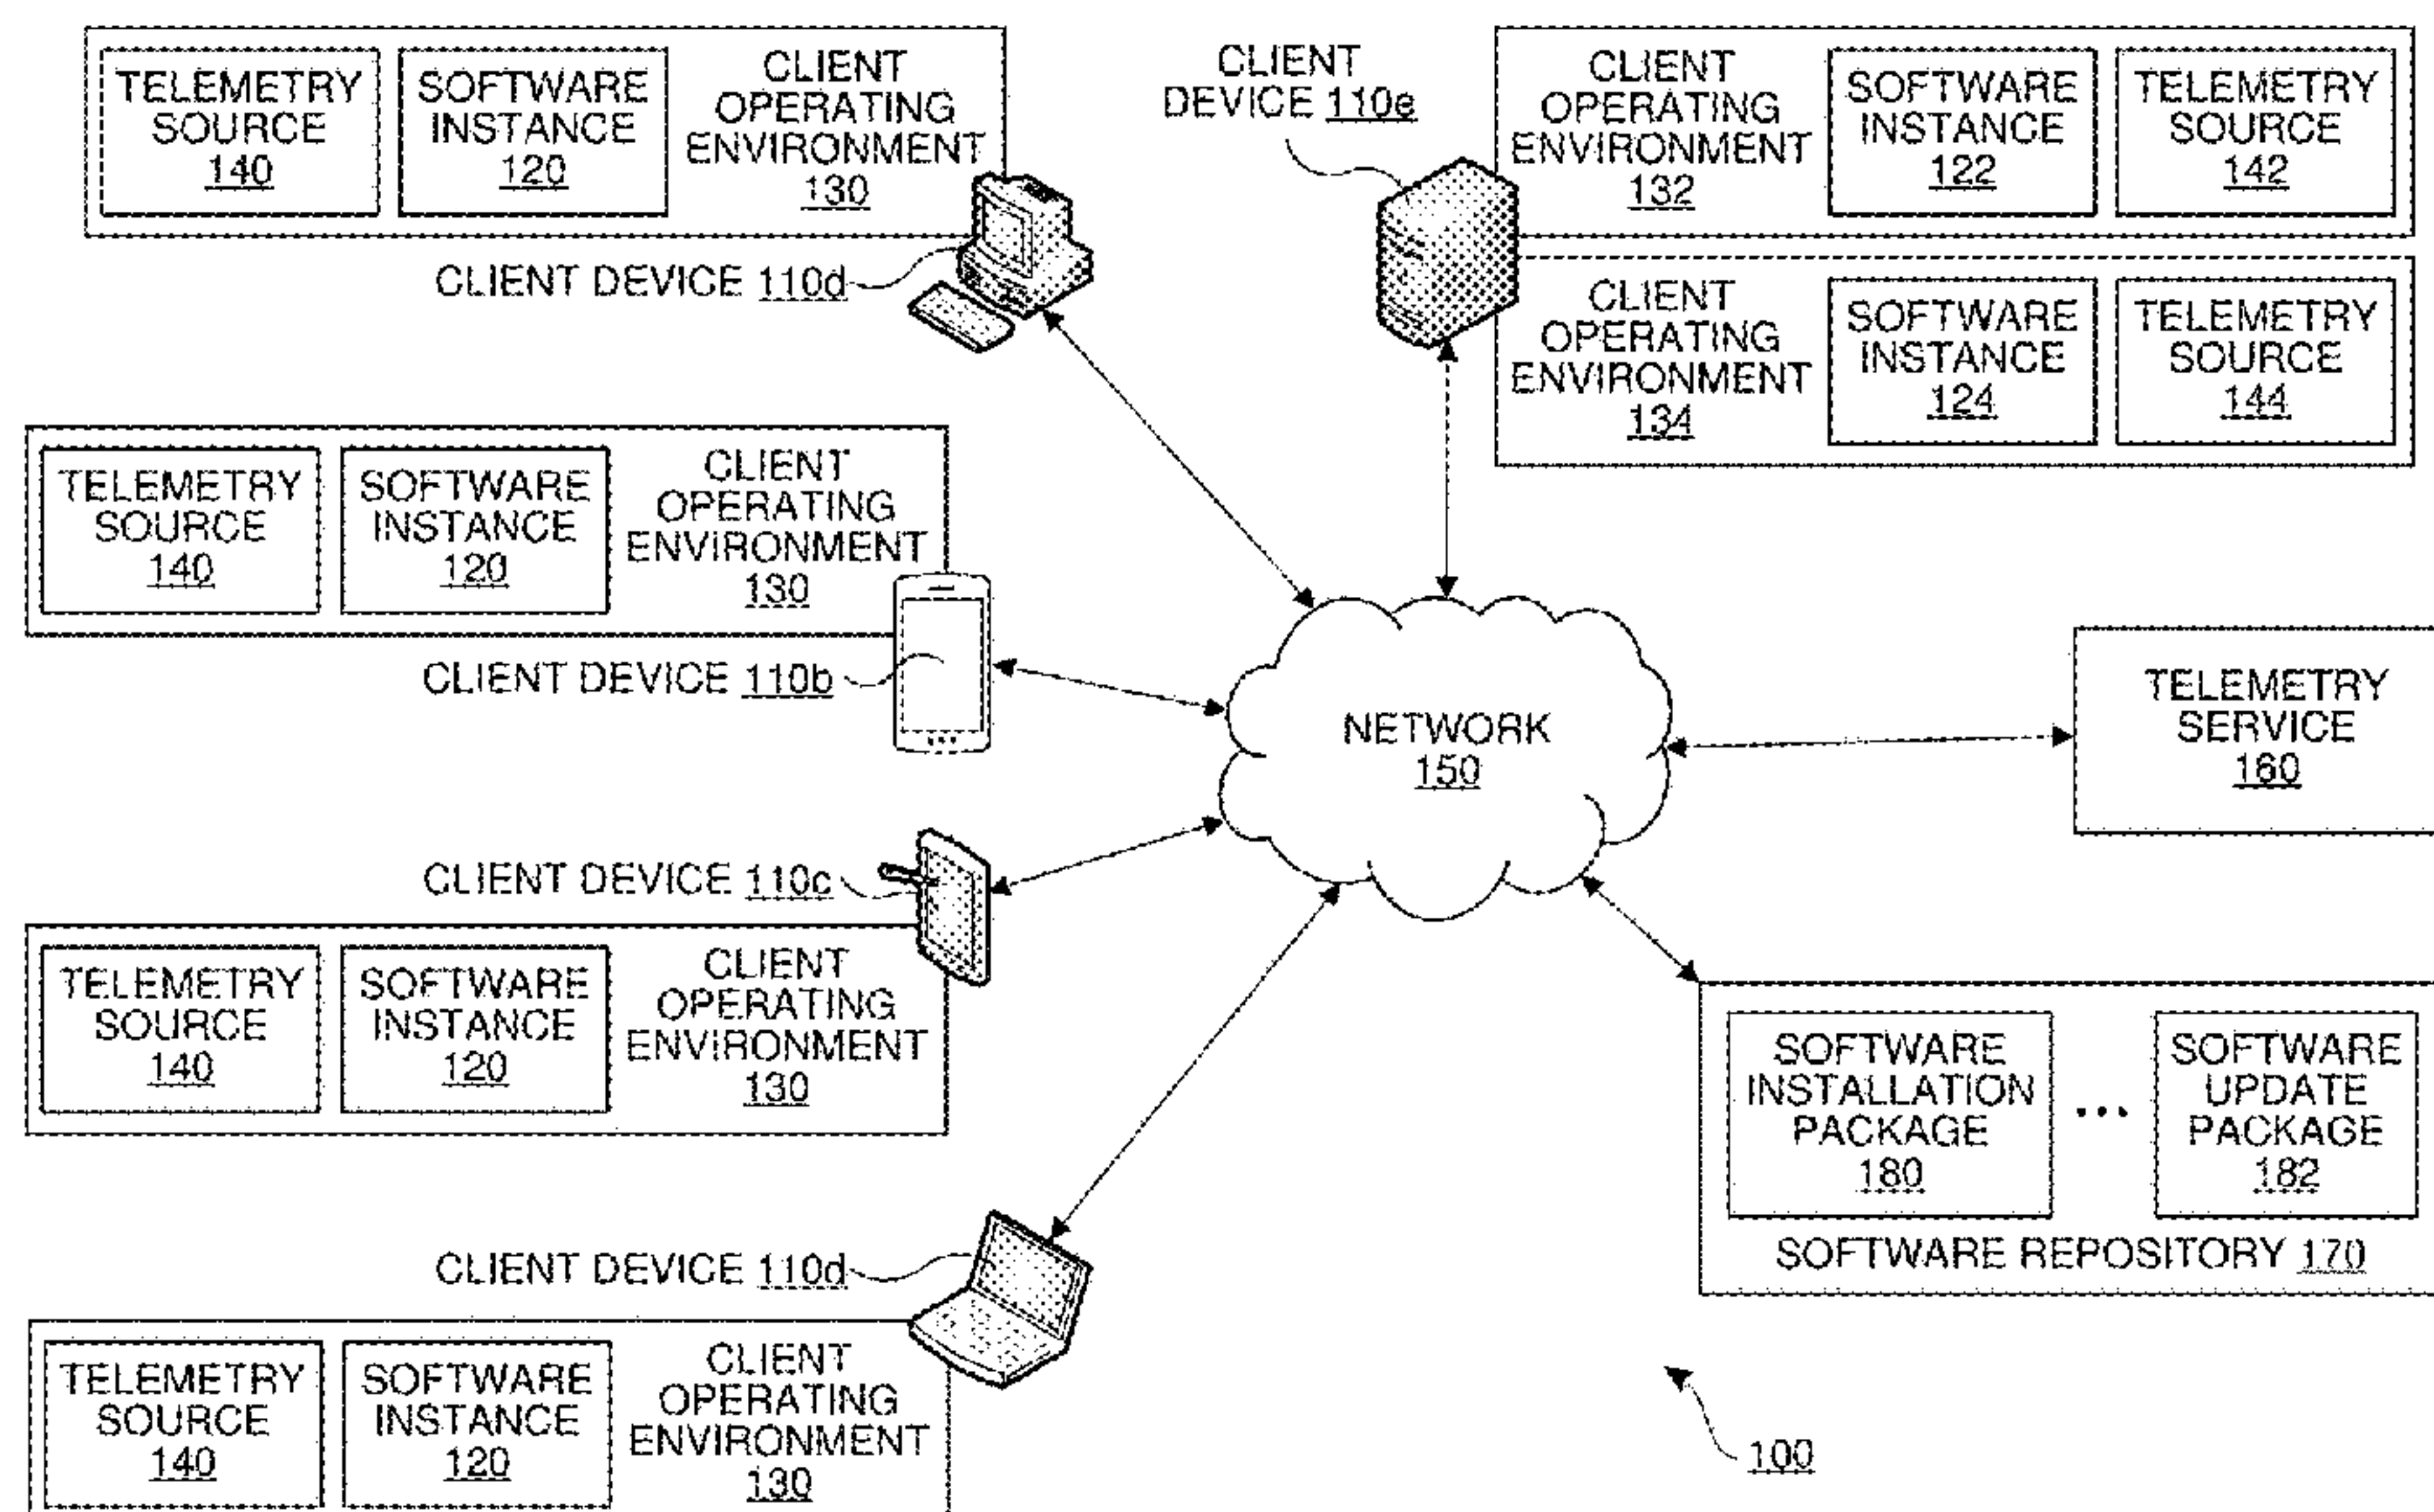 TELEMETRY
SOURCE
140
SOFTWARE
INSTANCE
120
CLIENT
OPERATING
ENVIRONMENT
130
CLIENT DEVICE 110d
CLIENT
DEVICE 110e
CLIENT
OPERATING
ENVIRONMENT
132
SOFTWARE
INSTANCE
122
TELEMETRY
SOURCE
142
CLIENT
OPERATING
ENVIRONMENT
134
SOFTWARE
INSTANCE
124
TELEMETRY
SOURCE
144
TELEMETRY
SOURCE
140
SOFTWARE
INSTANCE
120
CLIENT
OPERATING
ENVIRONMENT
130
CLIENT DEVICE 110b
NETWORK
150
TELEMETRY
SERVICE
160
CLIENT DEVICE 110c
TELEMETRY
SOURCE
140
SOFTWARE
INSTANCE
120
CLIENT
OPERATING
ENVIRONMENT
130
SOFTWARE
INSTALLATION
PACKAGE
180
...
SOFTWARE
UPDATE
PACKAGE
182
SOFTWARE REPOSITORY 170
CLIENT DEVICE 110d
TELEMETRY
SOURCE
140
SOFTWARE
INSTANCE
120
CLIENT
OPERATING
ENVIRONMENT
130
100